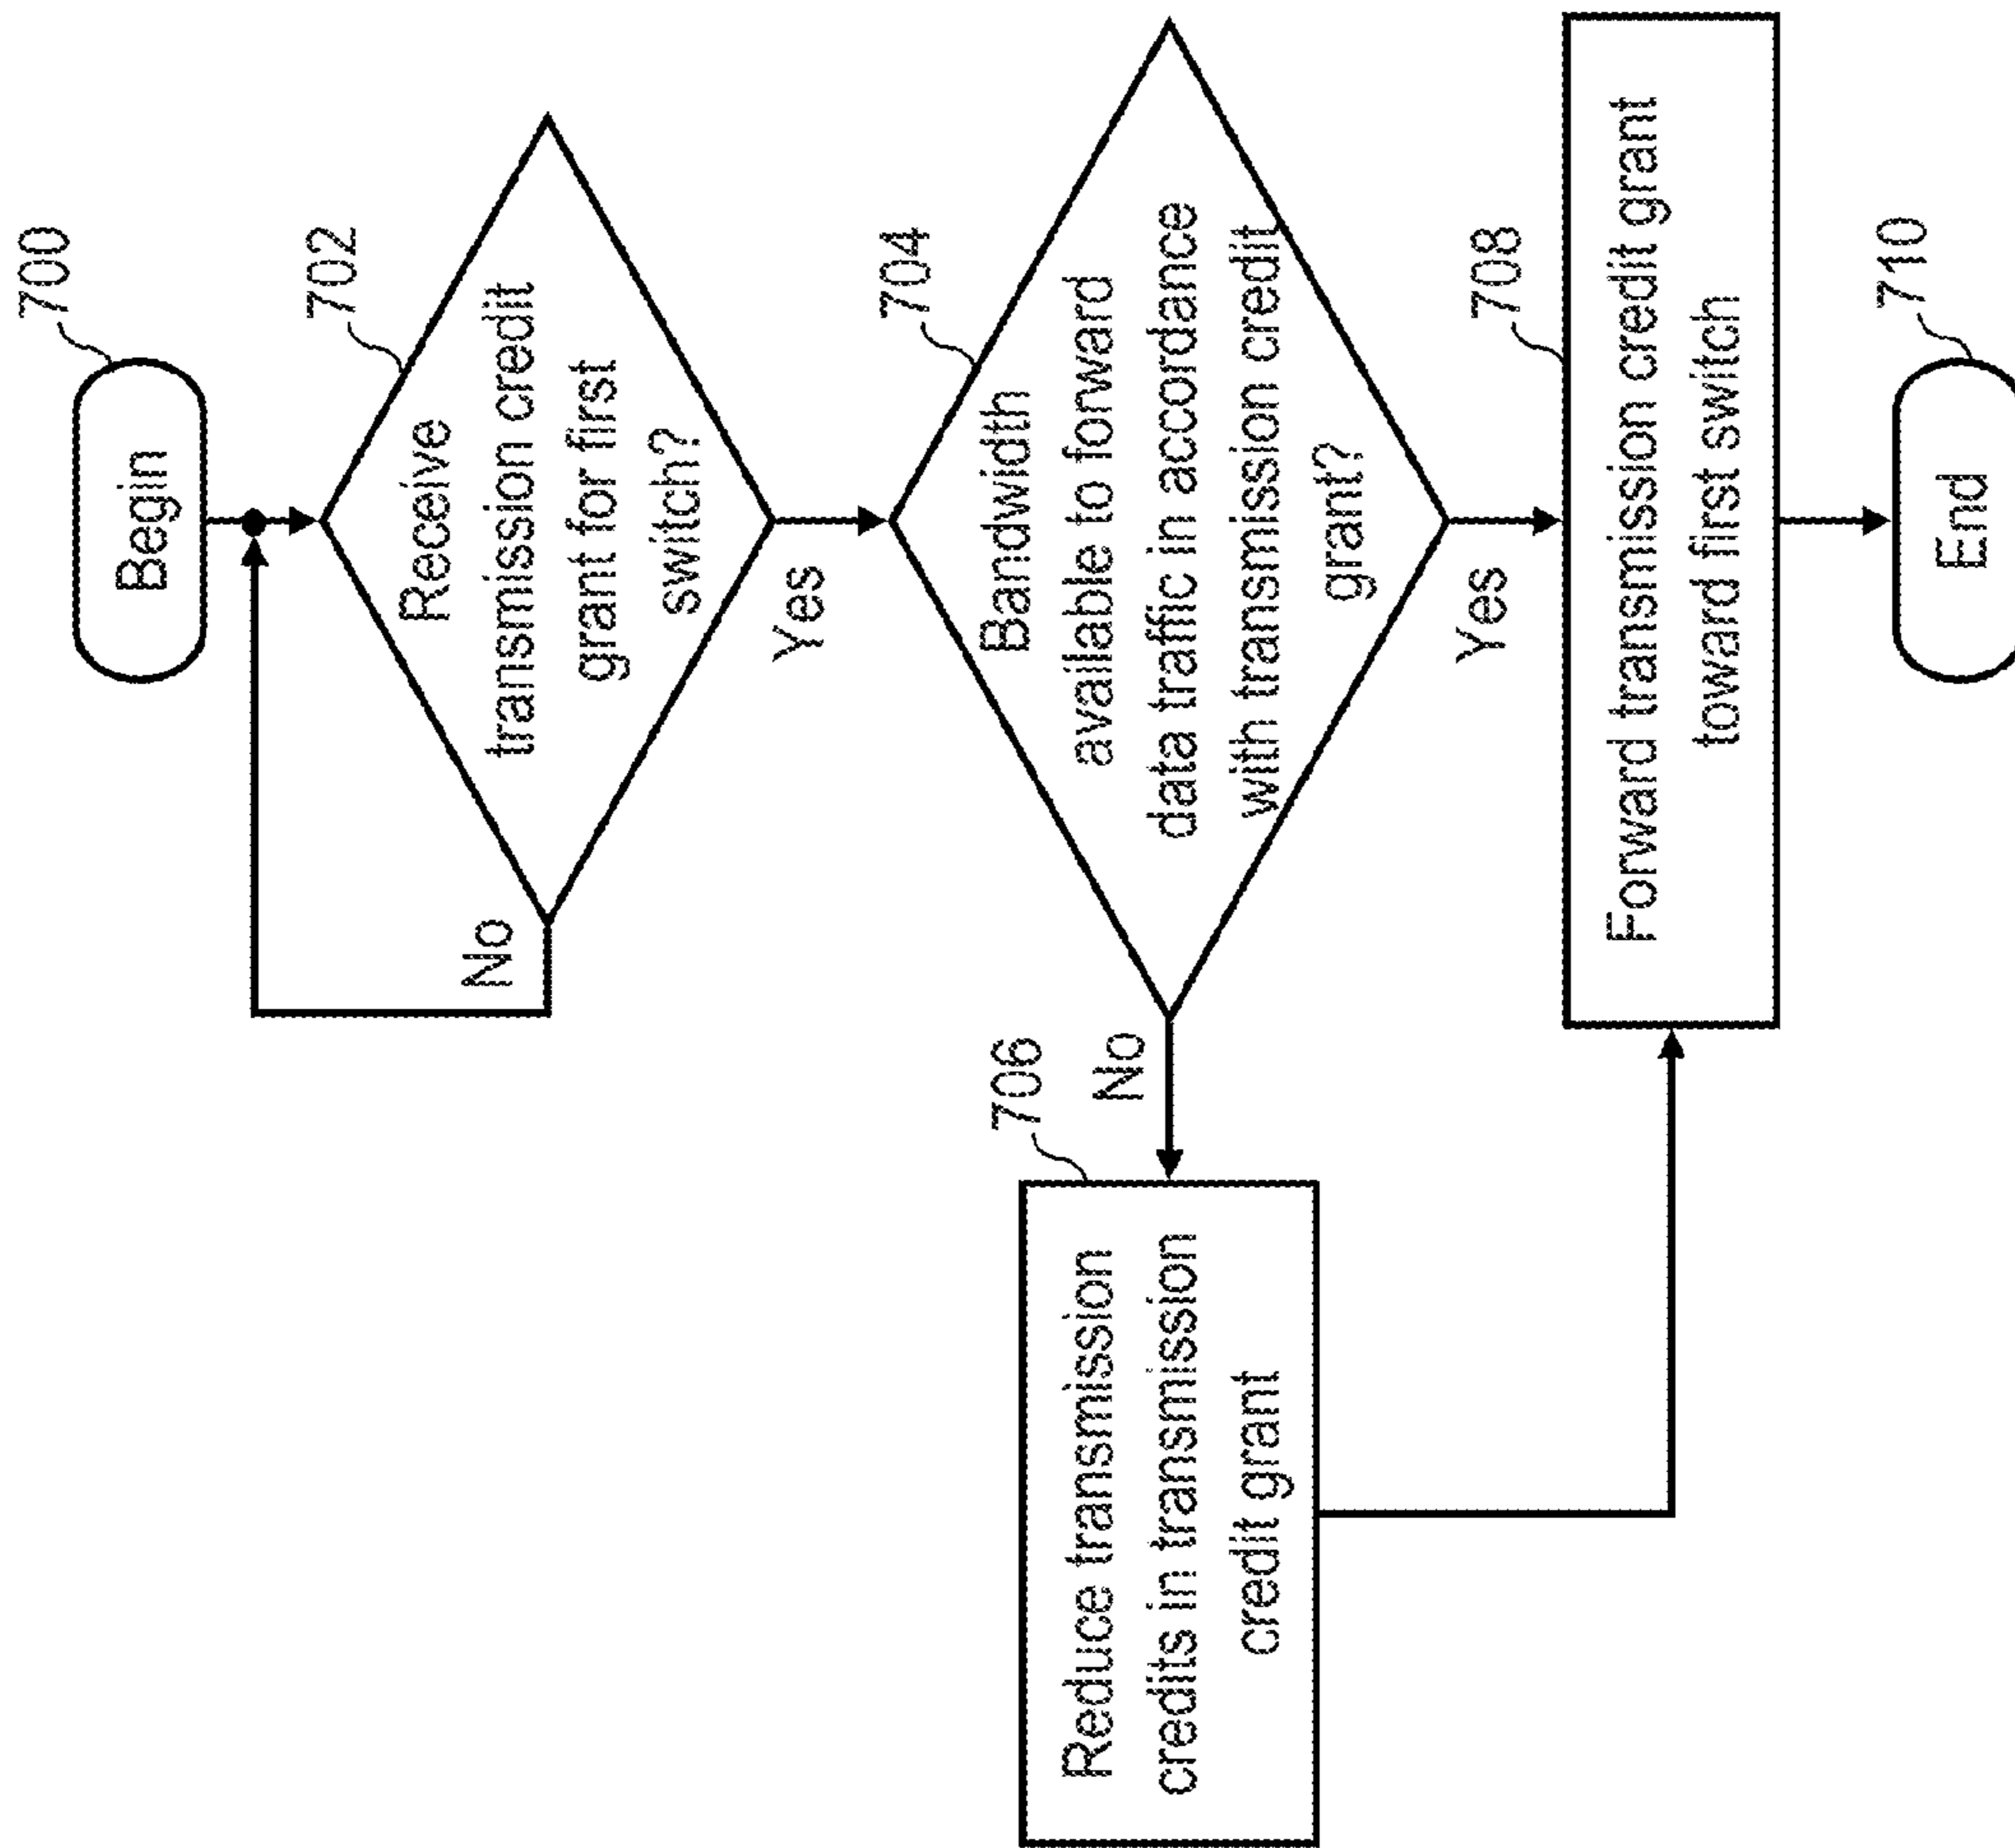 Begin
700
Receive
transmission credit
grant for first
switch?
702
No
Yes
Bandwidth
available to forward
data traffic in accordance
with transmission credit
grant?
704
No
Yes
Reduce transmission
credits in transmission
credit grant
706
Forward transmission credit grant
toward first switch
708
End
710